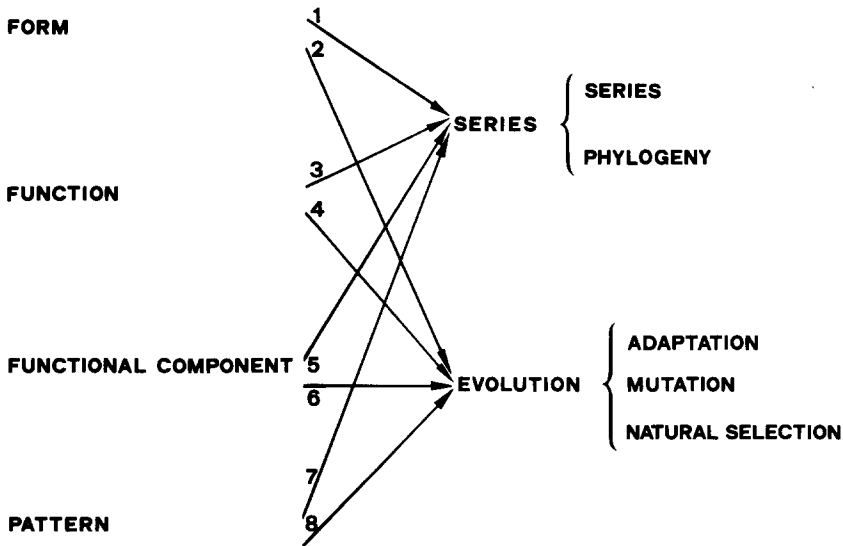 FORM
1
2
SERIES
SERIES
PHYLOGENY
FUNCTION
3
4
FUNCTIONAL COMPONENT
5
6
EVOLUTION
ADAPTATION
MUTATION
NATURAL SELECTION
PATTERN
7
8